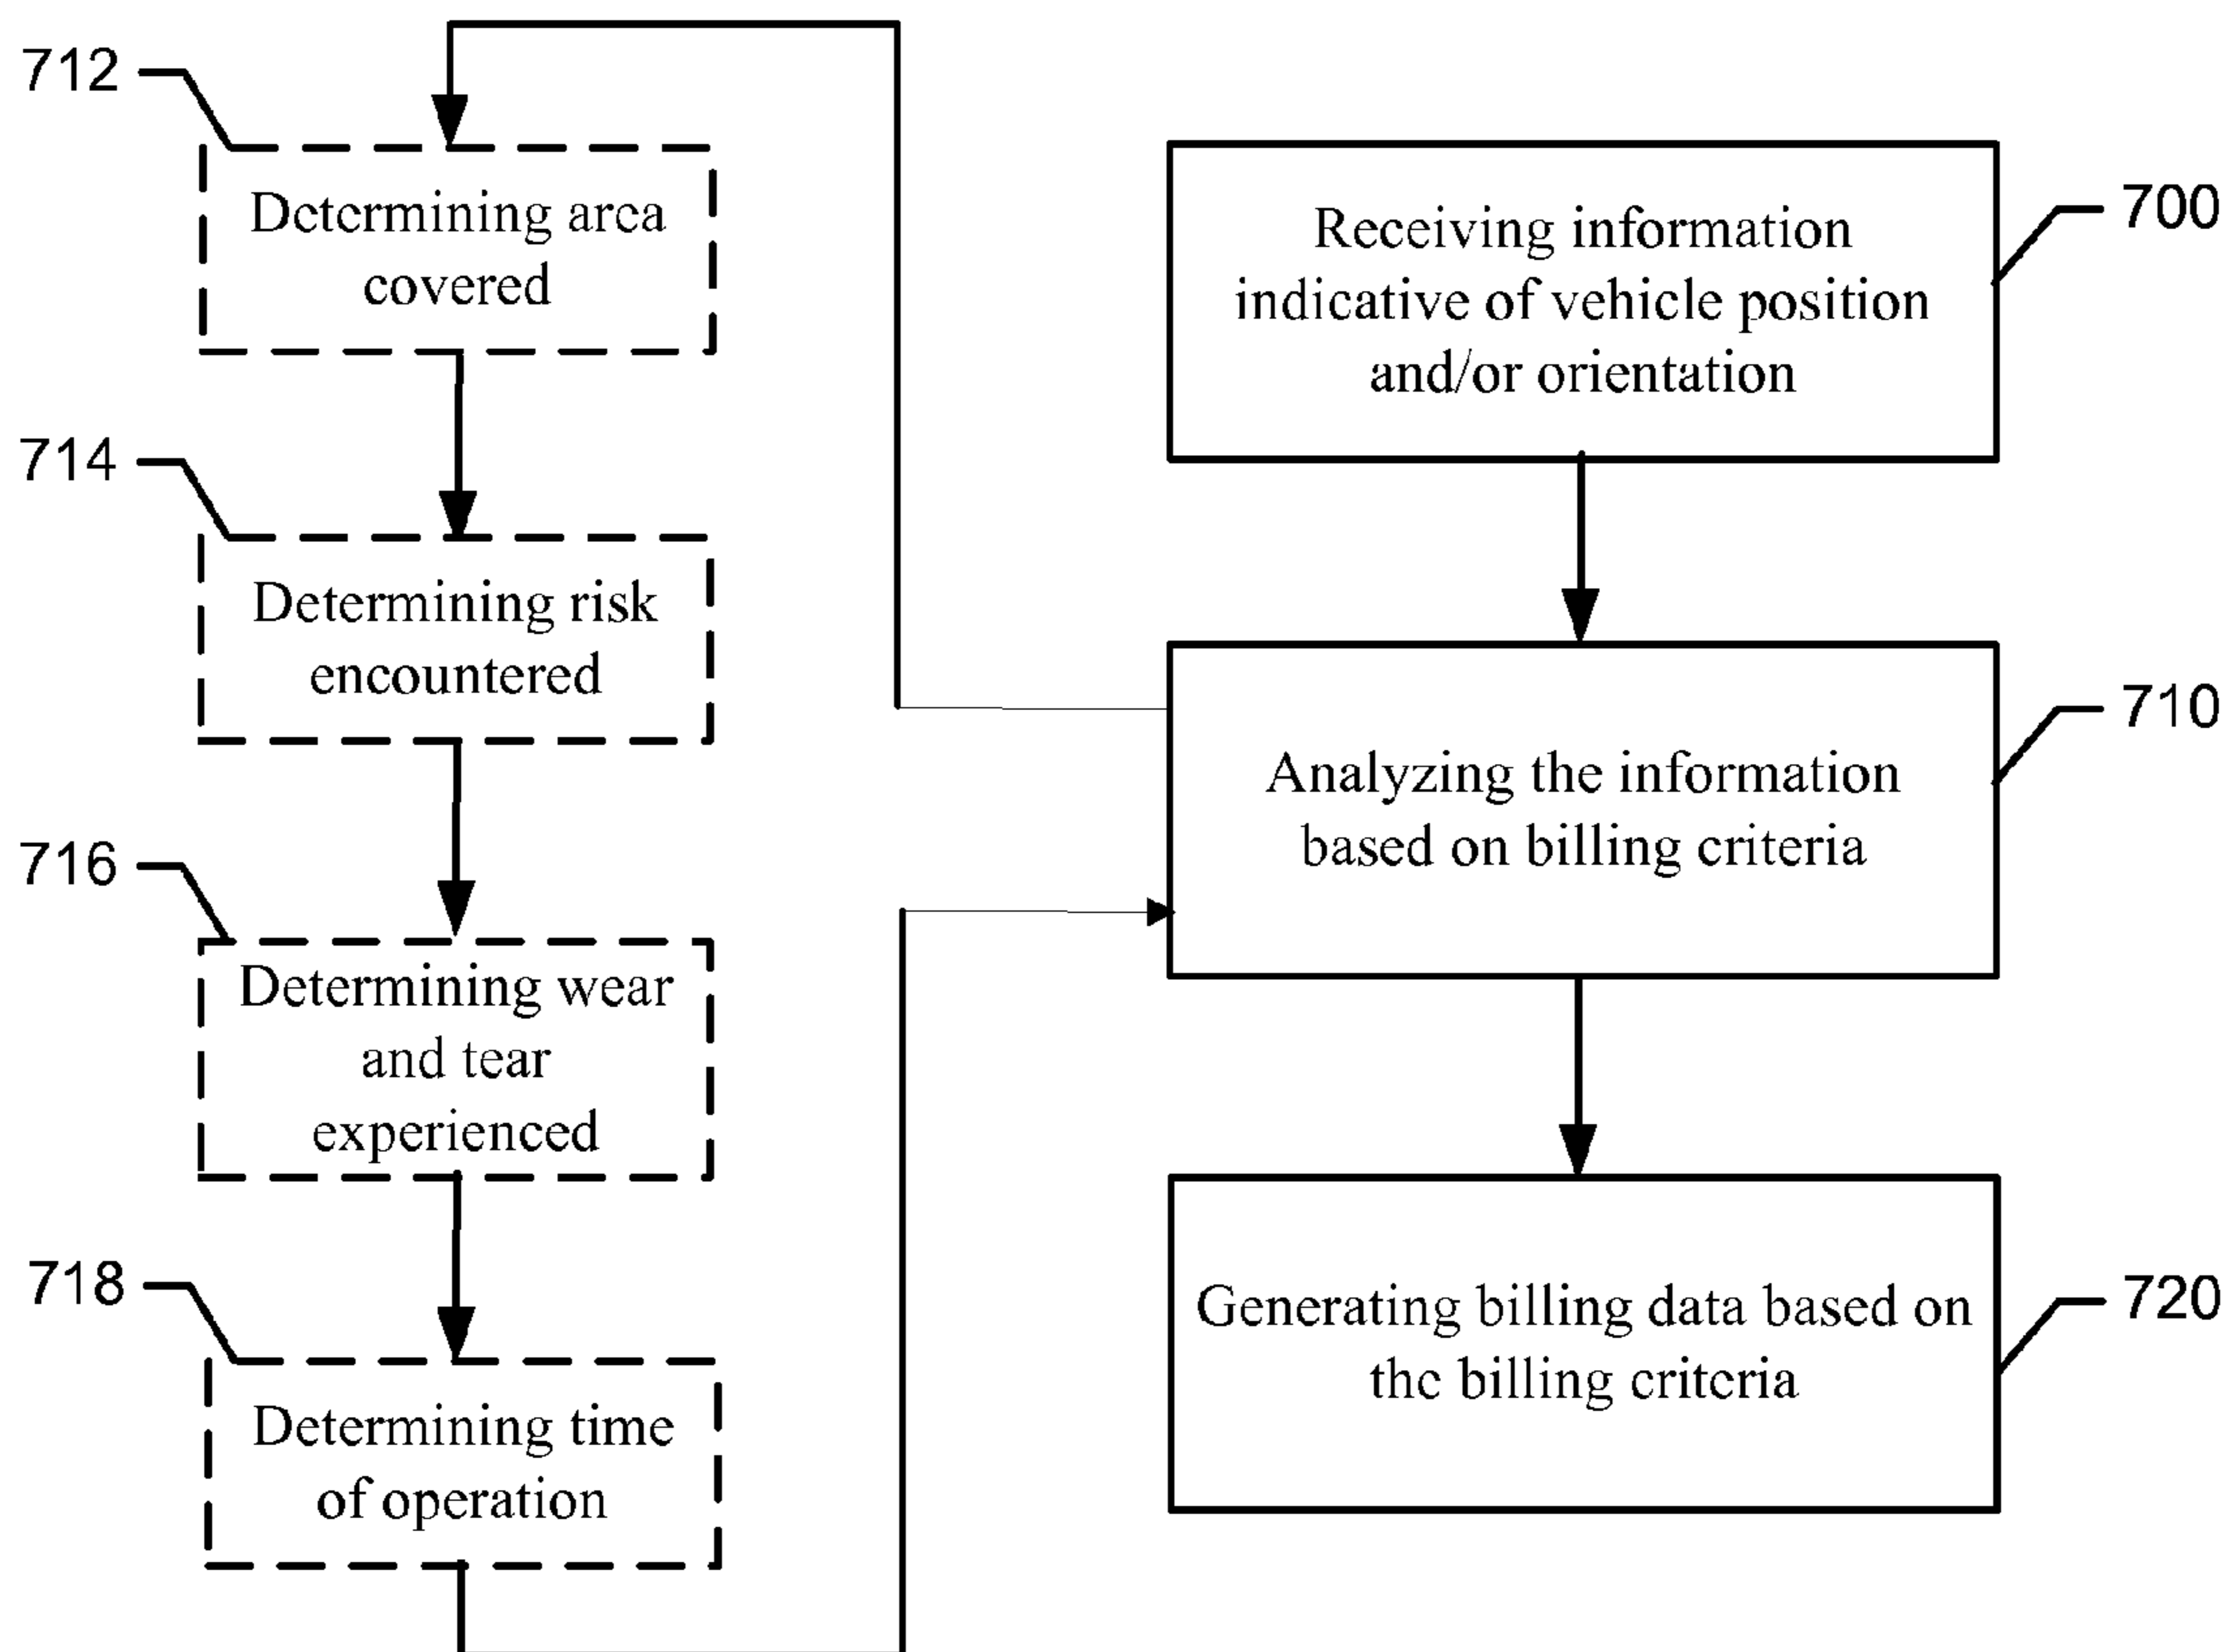 712
Determining area
covered
714
Determining risk
encountered
716
Determining wear
and tear
experienced
718
Determining time
of operation
Receiving information
indicative of vehicle position
and/or orientation
700
Analyzing the information
based on billing criteria
710
Generating billing data based on
the billing criteria
720